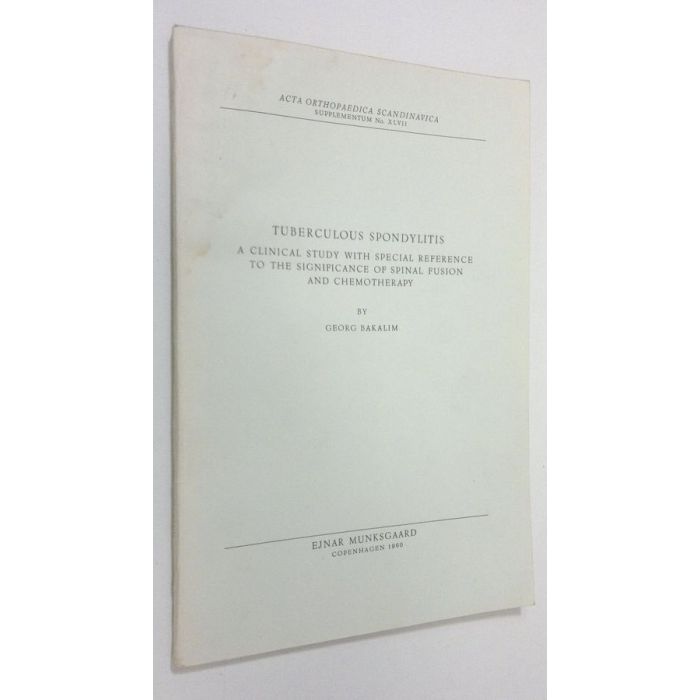 ACTA ORTHOPAEDICA SCANDINAVICA
SUPPLEMENTUM No. XLVII
TUBERCULOUS SPONDYLITIS
A CLINICAL STUDY WITH SPECIAL REFERENCE
TO THE SIGNIFICANCE OF SPINAL FUSION
AND CHEMOTHERAPY
BY
GEORG BAKALIM
EJNAR MUNKSGAARD
COPENHAGEN 1960